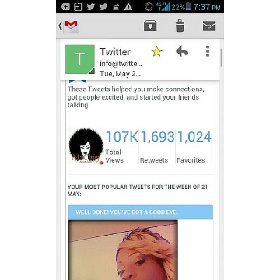 22% 7:37 PM
T
Twitter
info@twitte...
Tue, May 2...
These Tweets helped you make connections,
got people excited, and started your friends
talking
107K 1,693 1,024
Total
Views
Retweets
Favorites
YOUR MOST POPULAR TWEETS FOR THE WEEK OF 21
MAY:
WELL DONE! YOU'VE GOT A GOOD EYE.